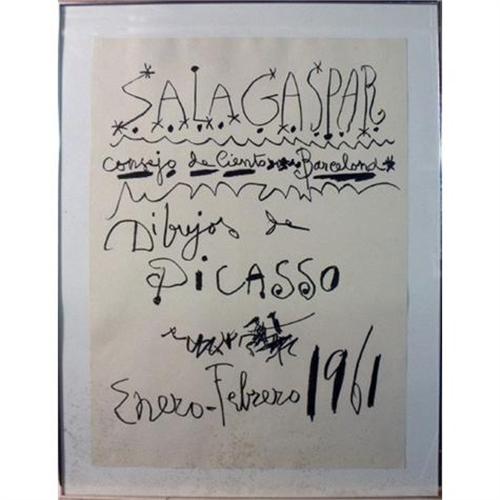 SALA GASPAR
Consejo de Ciento Barcelona
Dibujos de
PICASSO
Enero-Febrero 1961